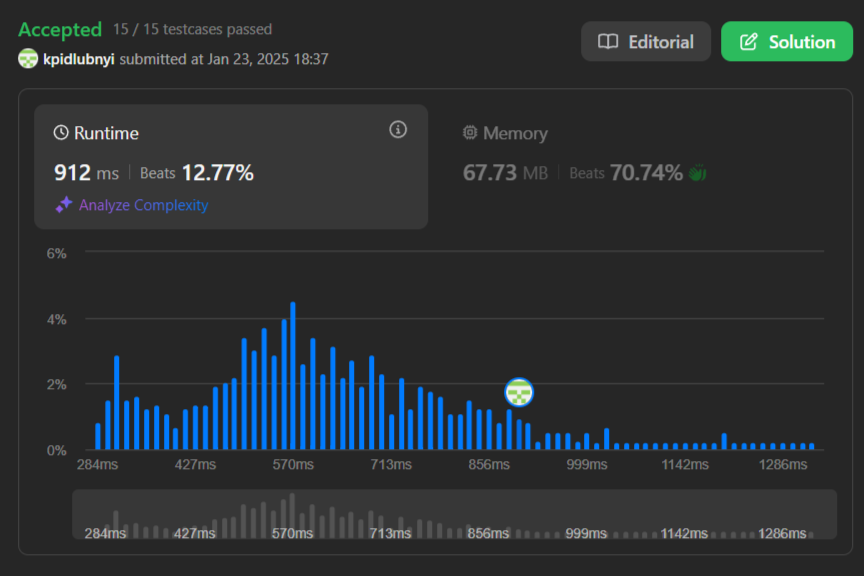 Accepted 15 / 15 testcases passed
Editorial
Solution
kpidlubnyi submitted at Jan 23, 2025 18:37
Runtime
912 ms | Beats 12.77%
Analyze Complexity
Memory
67.73 MB | Beats 70.74%
6%
4%
2%
0%
284ms 427ms 570ms 713ms 856ms 999ms 1142ms 1286ms
284ms 427ms 570ms 713ms 856ms 999ms 1142ms 1286ms